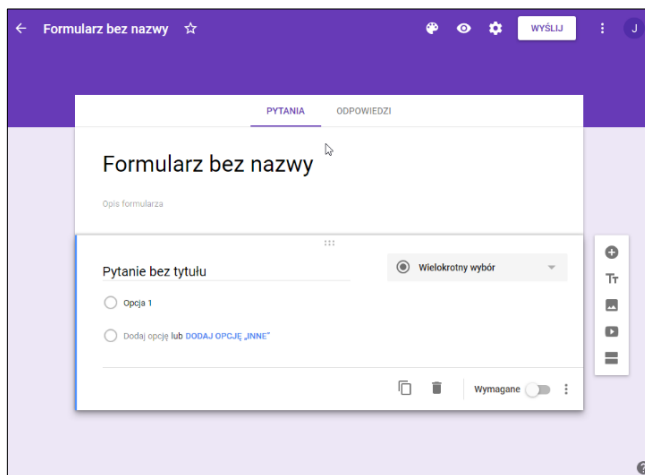 Formularz bez nazwy
WYŚLIJ
J
PYTANIA ODPOWIEDZI
Formularz bez nazwy
Opis formularza
Pytanie bez tytułu
Wielokrotny wybór
Opcja 1
Dodaj opcję lub DODAJ OPCJĘ „INNE”
Tт
Wymagane
?